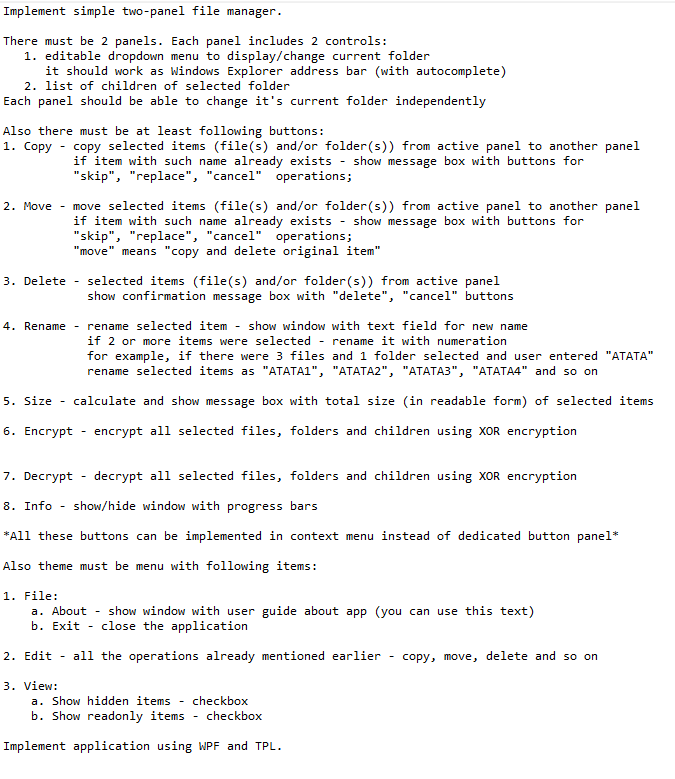 Implement simple two-panel file manager.
There must be 2 panels. Each panel includes 2 controls:
1. editable dropdown menu to display/change current folder
it should work as Windows Explorer address bar (with autocomplete)
2. list of children of selected folder
Each panel should be able to change it's current folder independently
Also there must be at least following buttons:
1. Copy - copy selected items (file(s) and/or folder(s)) from active panel to another panel
if item with such name already exists - show message box with buttons for
"skip", "replace", "cancel"  operations;
2. Move - move selected items (file(s) and/or folder(s)) from active panel to another panel
if item with such name already exists - show message box with buttons for
"skip", "replace", "cancel"  operations;
"move" means "copy and delete original item"
3. Delete - selected items (file(s) and/or folder(s)) from active panel
show confirmation message box with "delete", "cancel" buttons
4. Rename - rename selected item - show window with text field for new name
if 2 or more items were selected - rename it with numeration
for example, if there were 3 files and 1 folder selected and user entered "ATATA"
rename selected items as "ATATA1", "ATATA2", "ATATA3", "ATATA4" and so on
5. Size - calculate and show message box with total size (in readable form) of selected items
6. Encrypt - encrypt all selected files, folders and children using XOR encryption
7. Decrypt - decrypt all selected files, folders and children using XOR encryption
8. Info - show/hide window with progress bars
*All these buttons can be implemented in context menu instead of dedicated button panel*
Also theme must be menu with following items:
1. File:
a. About - show window with user guide about app (you can use this text)
b. Exit - close the application
2. Edit - all the operations already mentioned earlier - copy, move, delete and so on
3. View:
a. Show hidden items - checkbox
b. Show readonly items - checkbox
Implement application using WPF and TPL.